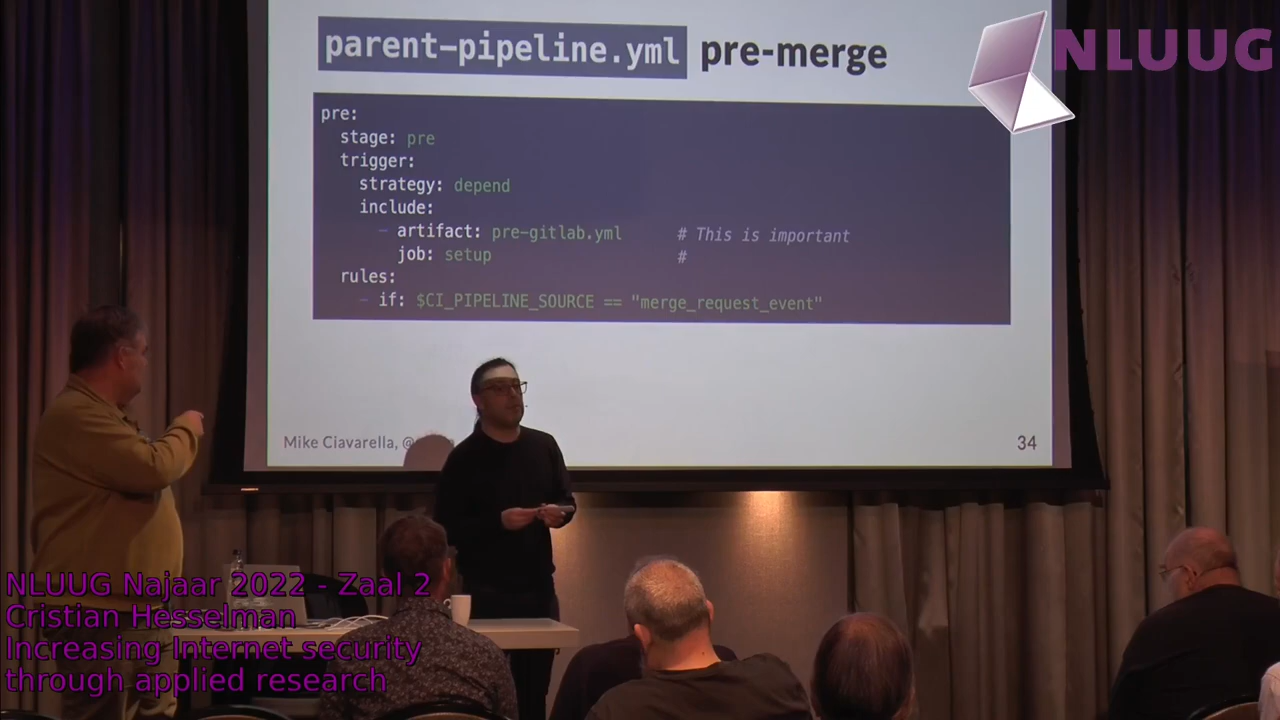 parent-pipeline.yml pre-merge
NLUUG
pre:
stage: pre
trigger:
strategy: depend
include:
- artifact: pre-gitlab.yml # This is important
job: setup #
rules:
- if: $CI_PIPELINE_SOURCE == "merge_request_event"
Mike Ciavarella,
34
NLUUG Najaar 2022 - Zaal 2
Cristian Hesselman
Increasing Internet security
through applied research